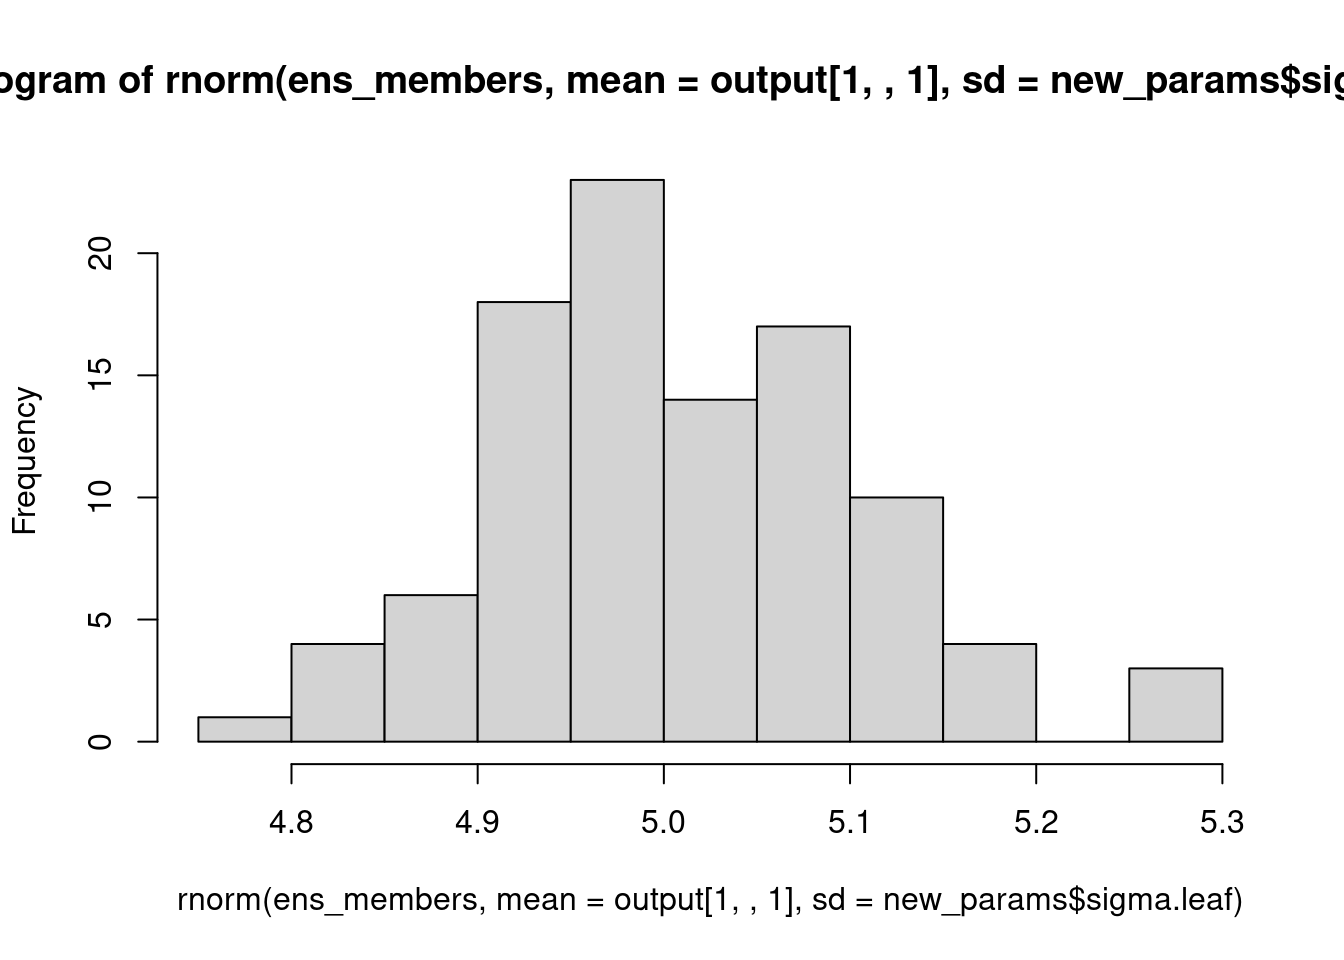 ogram of rnorm(ens_members, mean = output[1, , 1], sd = new_params$sig
Frequency
20
15
10
5
0
4.8 4.9 5.0 5.1 5.2 5.3
rnorm(ens_members, mean = output[1, , 1], sd = new_params$sigma.leaf)